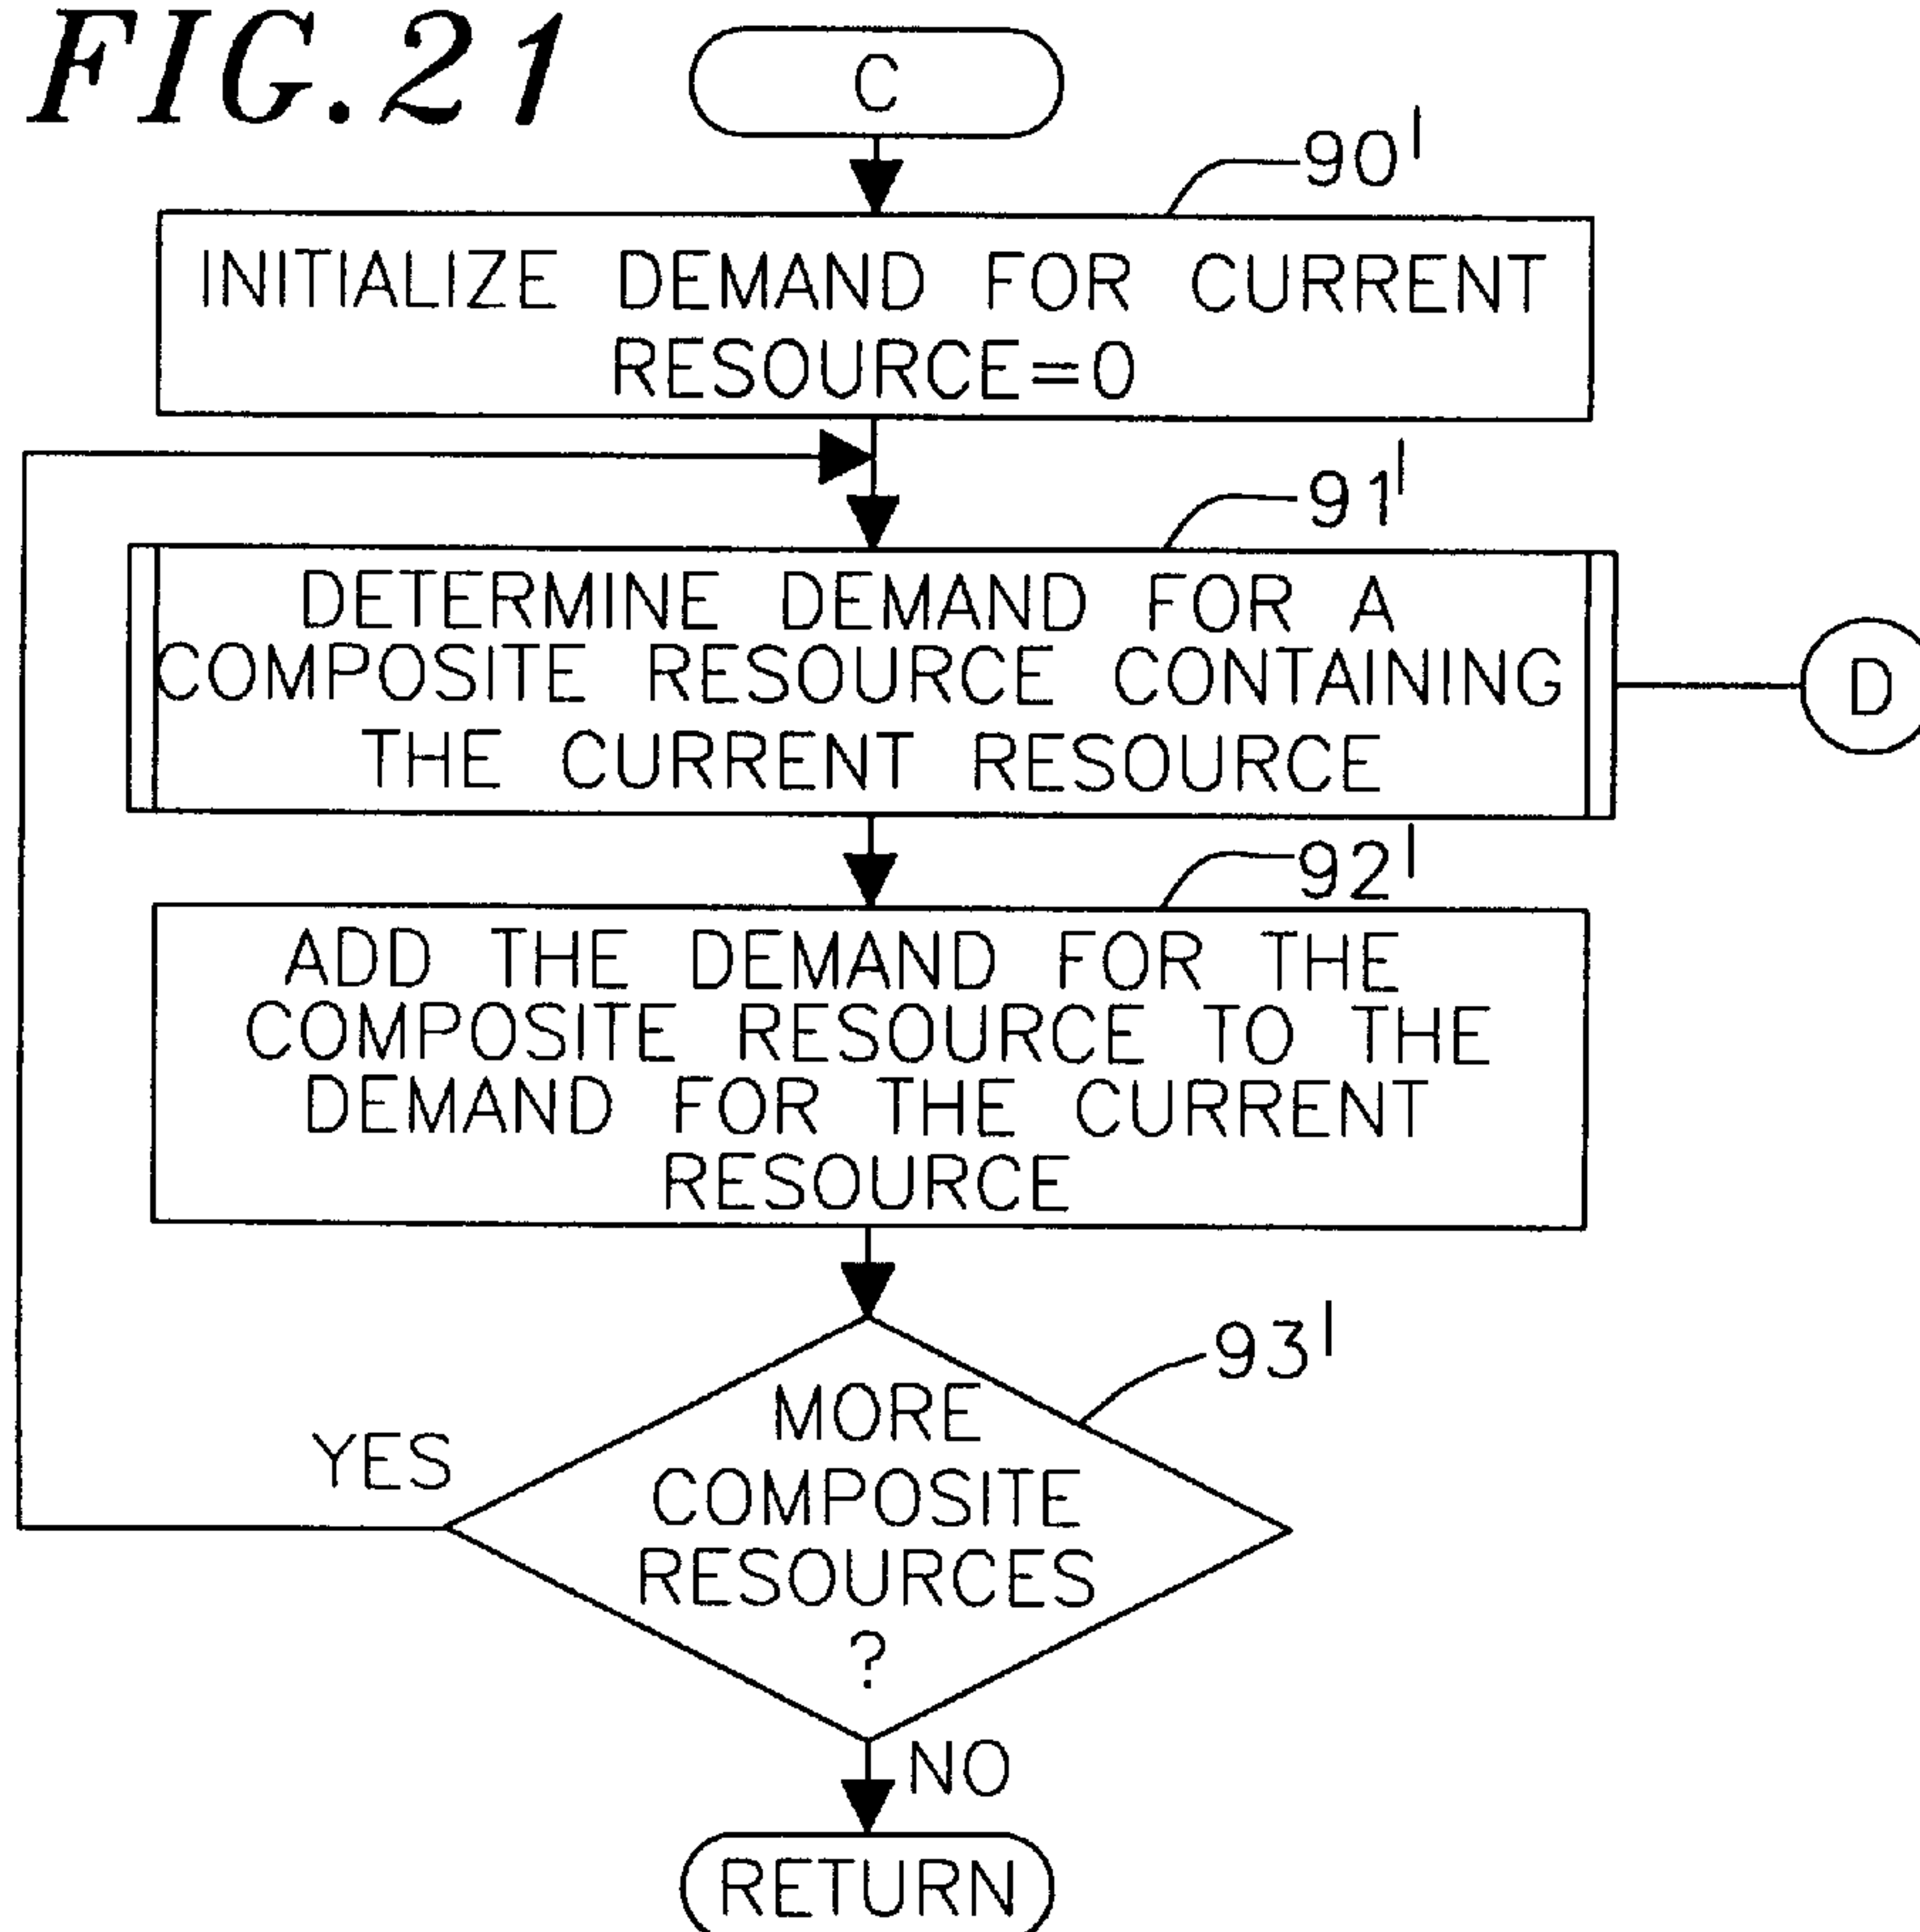 FIG.21
C
90'
INITIALIZE DEMAND FOR CURRENT
RESOURCE=0
91'
DETERMINE DEMAND FOR A
COMPOSITE RESOURCE CONTAINING
THE CURRENT RESOURCE
D
92'
ADD THE DEMAND FOR THE
COMPOSITE RESOURCE TO THE
DEMAND FOR THE CURRENT
RESOURCE
93'
MORE
COMPOSITE
RESOURCES
?
YES
NO
RETURN